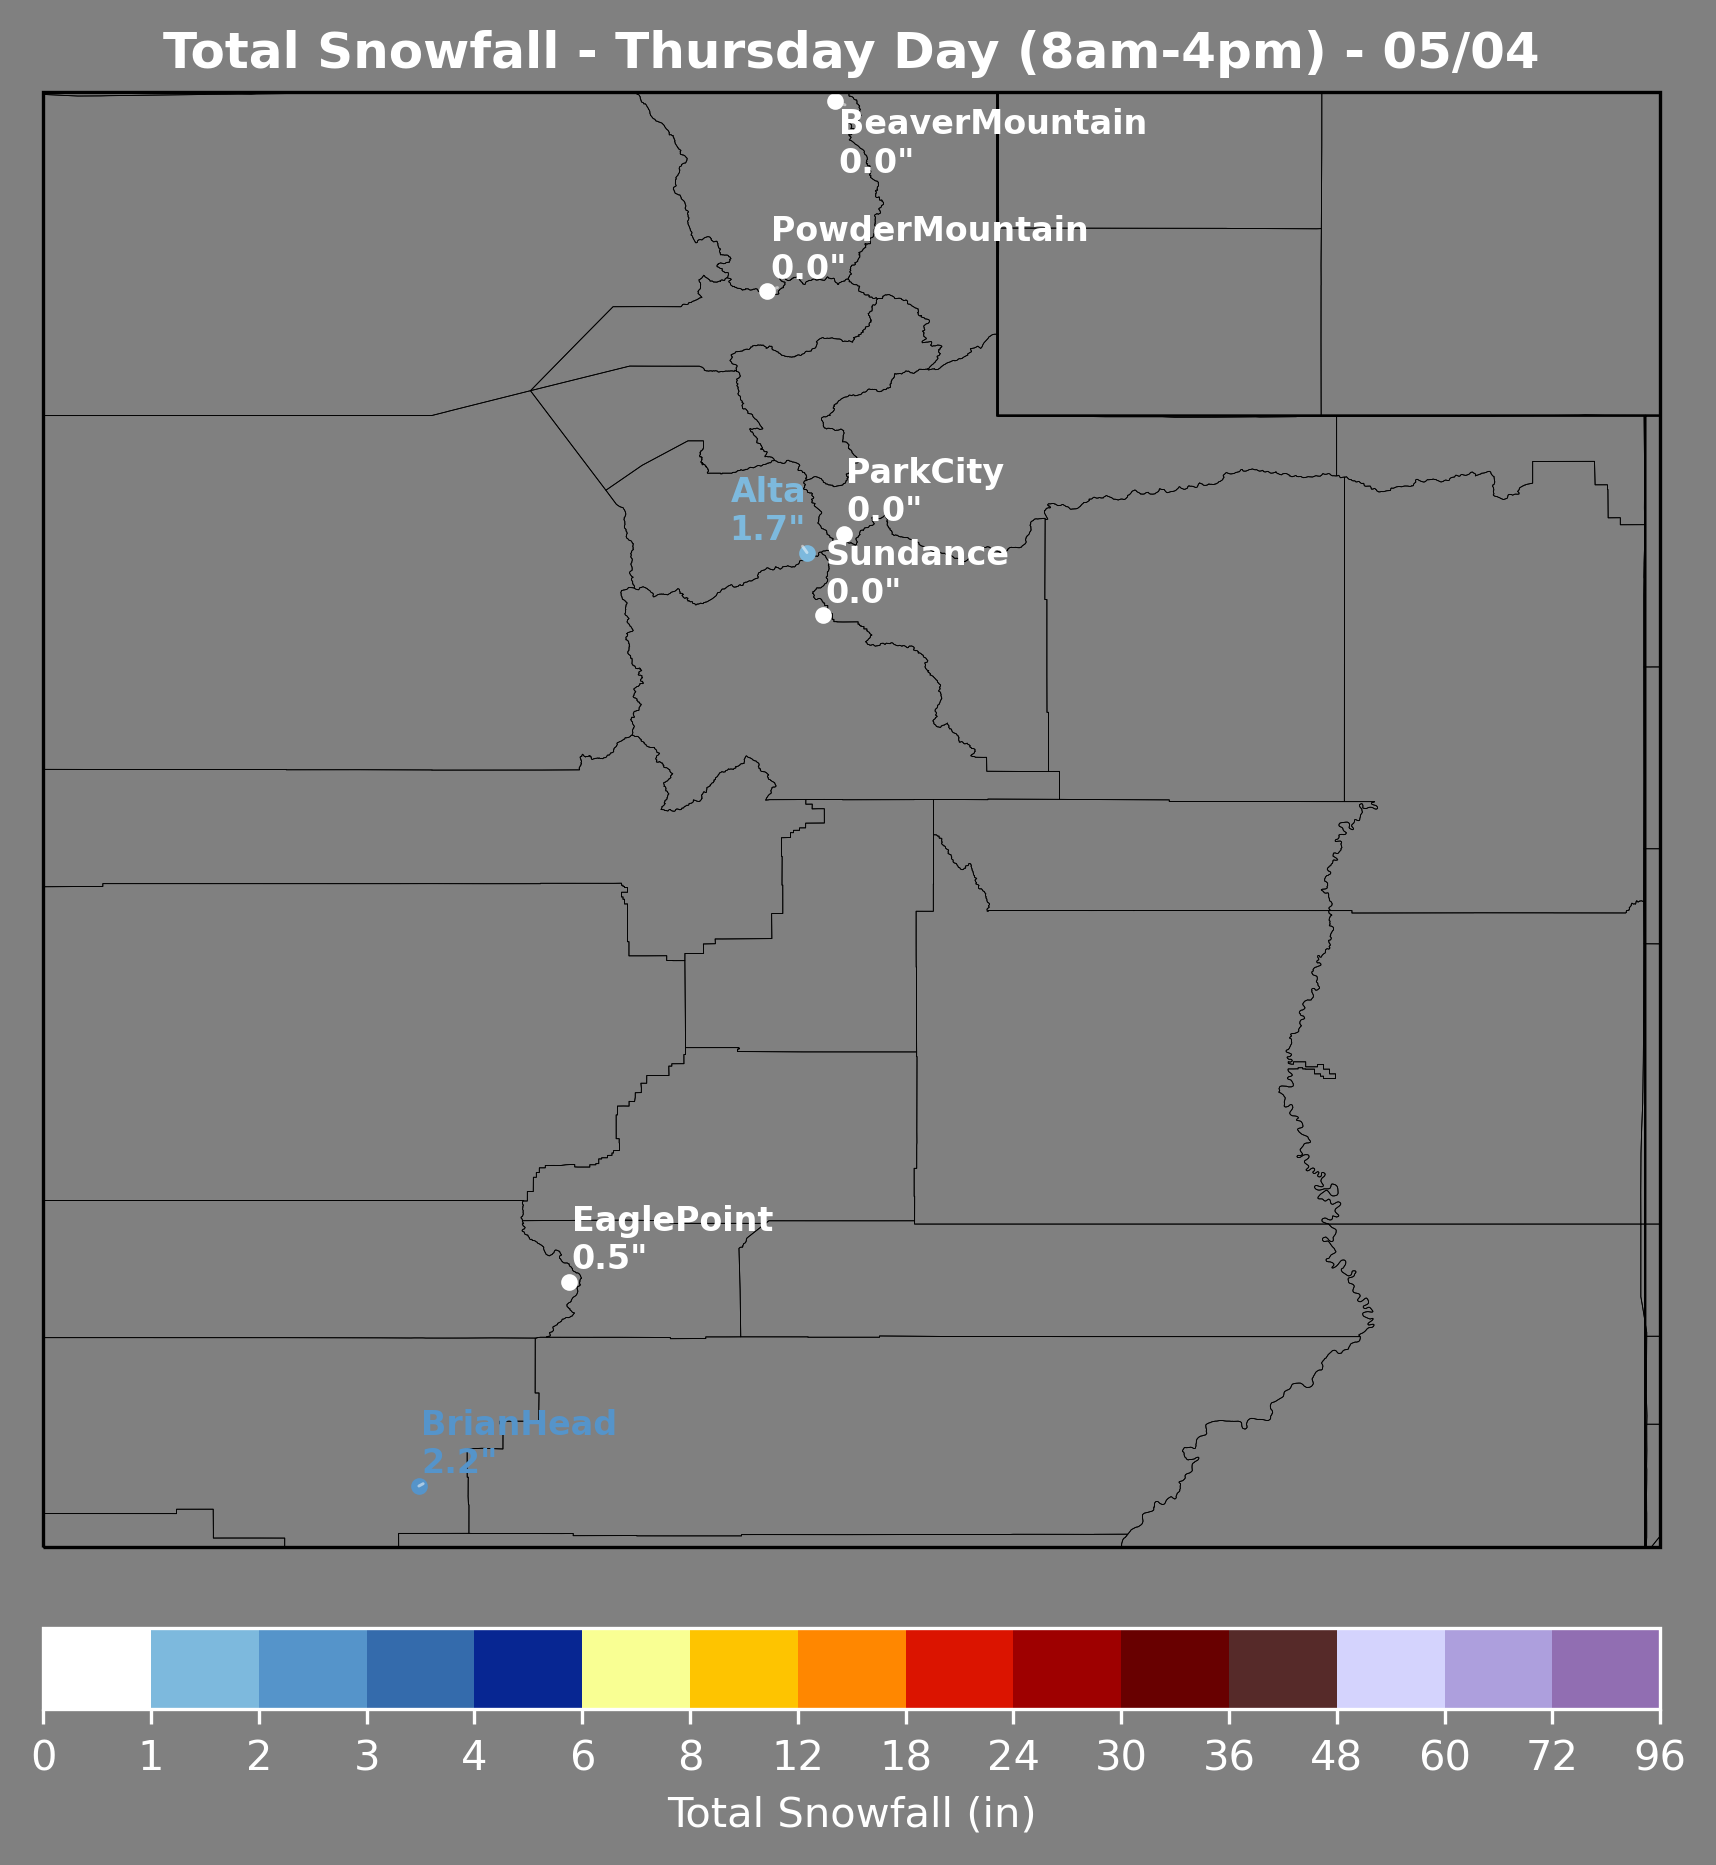 Total Snowfall - Thursday Day (8am-4pm) - 05/04
BeaverMountain
0.0"
PowderMountain
0.0"
ParkCity
0.0"
Alta
1.7"
Sundance
0.0"
EaglePoint
0.5"
BrianHead
2.2"
0 1 2 3 4 6 8 12 18 24 30 36 48 60 72 96
Total Snowfall (in)